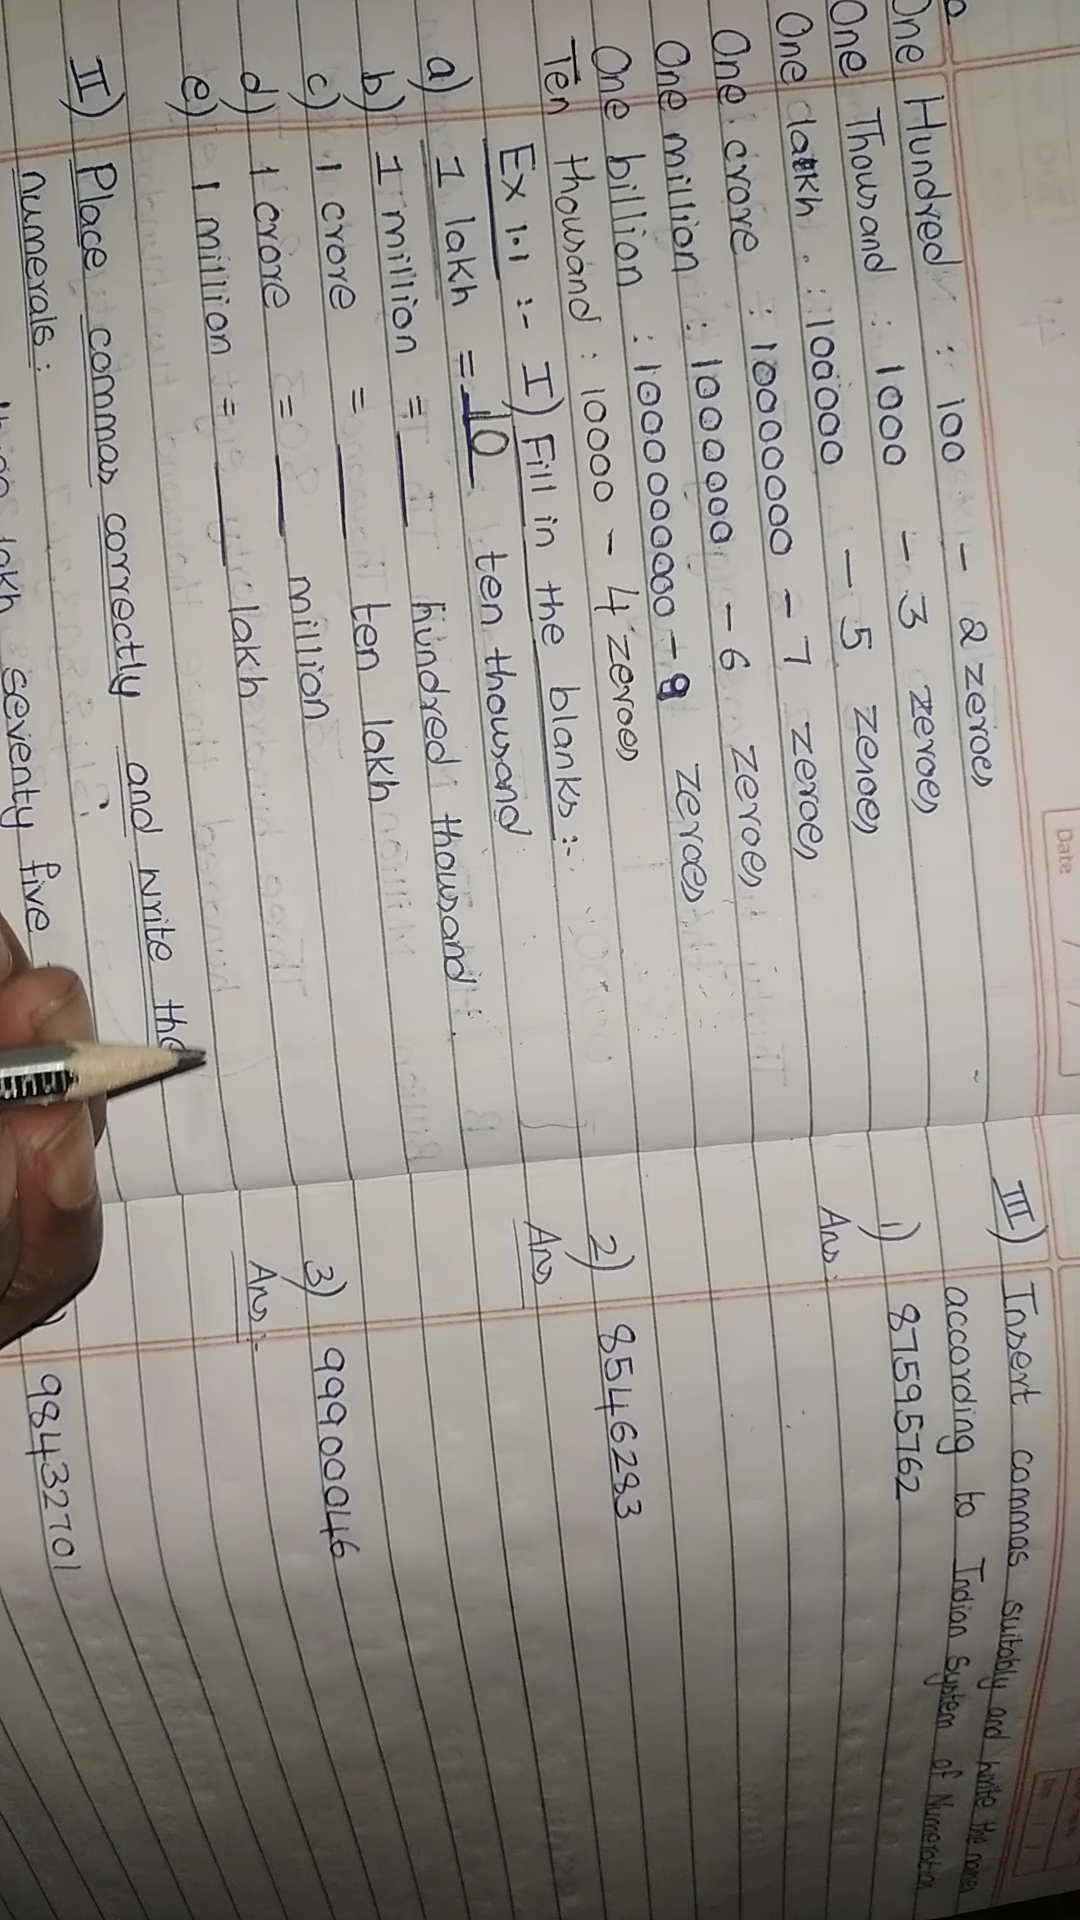 One Hundred : 100 - 2 zeroes
One Thousand : 1000 - 3 zeroes
One lakh : 100000 - 5 zeroes
One crore : 10000000 - 7 zeroes
One million : 1000000 - 6 zeroes
One billion : 1000000000 - 9 zeroes
Ten thousand : 10000 - 4 zeroes
Ex 1.1 :- I) Fill in the blanks :-
a) 1 lakh = 10 ten thousand
b) 1 million = ___ hundred thousand
c) 1 crore = ___ ten lakh
d) 1 crore = ___ million
e) 1 million = ___ lakh
II) Place commas correctly and write the
numerals :
lakh seventy five
Date / /
III) Insert commas suitably and write the names
according to Indian System of Numeration
1) 87595762
Ans.
2) 8546283
Ans
3) 99900046
Ans :
98432701